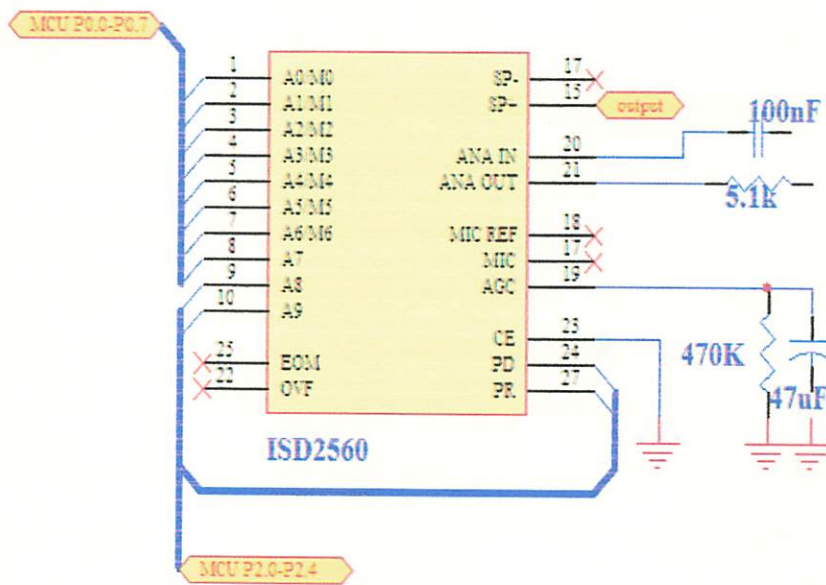 MCU P0.0-P0.7
1 A0/M0
2 A1/M1
3 A2/M2
4 A3/M3
5 A4/M4
6 A5/M5
7 A6/M6
8 A7
9 A8
10 A9
25 EOM
22 OVF
SP- 17
SP+ 15
output
ANA IN 20
ANA OUT 21
MIC REF 18
MIC 17
AGC 19
CE 23
PD 24
PR 27
100nF
5.1k
470K
47uF
ISD2560
MCU P2.0-P2.4